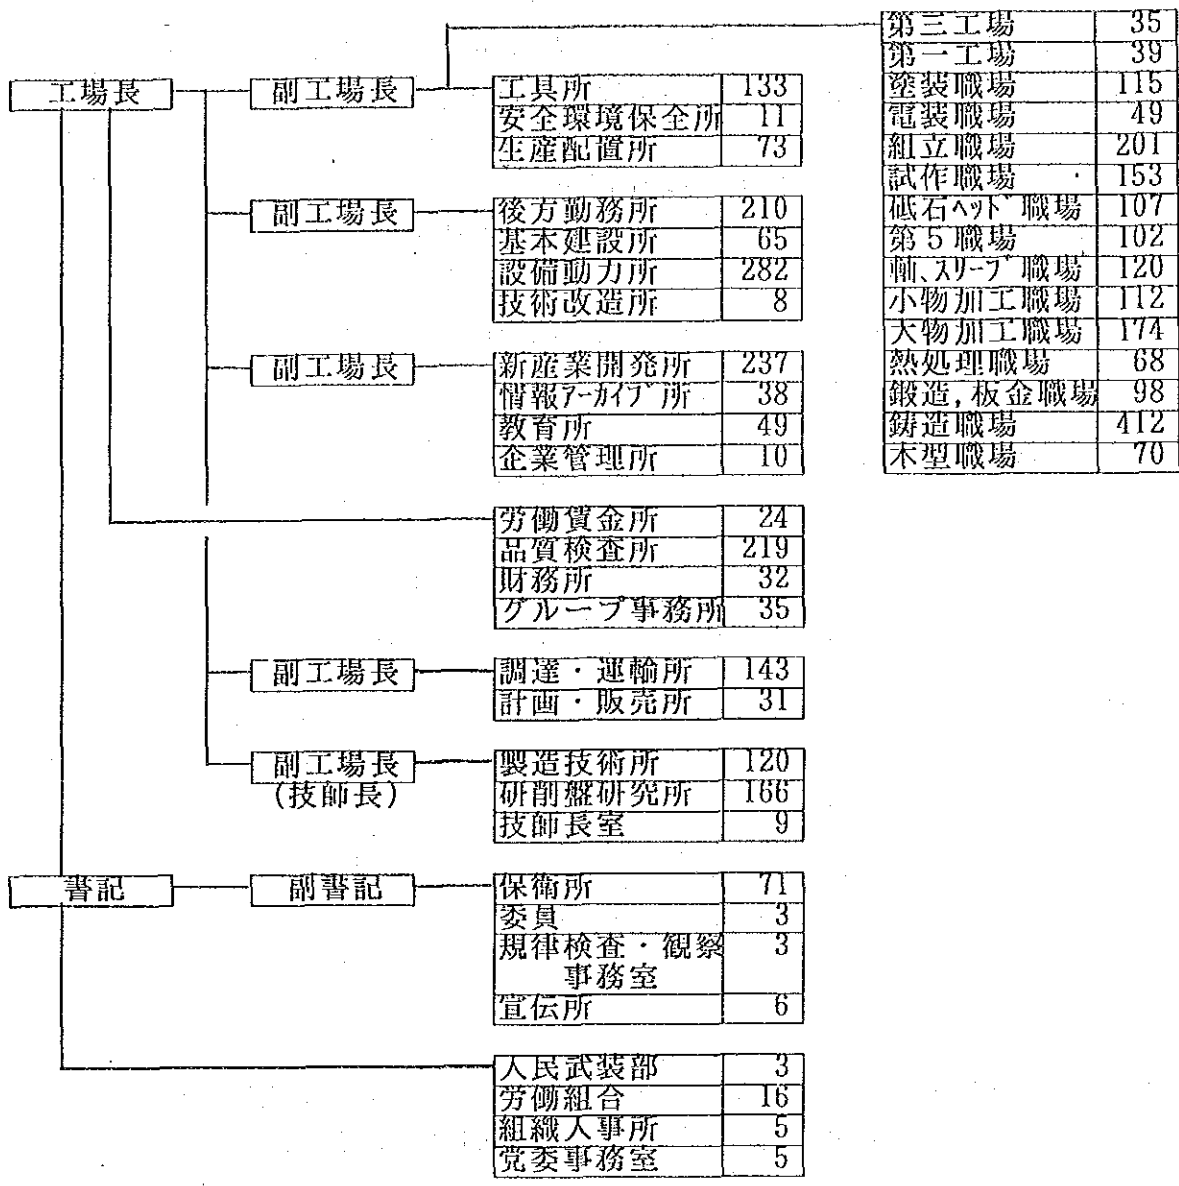 工場長
副工場長
工具所 133
安全環境保全所 11
生産配置所 73
第三工場 35
第一工場 39
塗装職場 115
電装職場 49
組立職場 201
試作職場 153
砥石ヘッド職場 107
第5職場 102
軸、スリーブ職場 120
小物加工職場 112
大物加工職場 174
熱処理職場 68
鍛造,板金職場 98
鋳造職場 412
木型職場 70
副工場長
後方勤務所 210
基本建設所 65
設備動力所 282
技術改造所 8
副工場長
新産業開発所 237
情報アーカイブ所 38
教育所 49
企業管理所 10
労働賃金所 24
品質検査所 219
財務所 32
グループ事務所 35
副工場長
調達・運輸所 143
計画・販売所 31
副工場長
(技師長)
製造技術所 120
研削盤研究所 166
技師長室 9
書記
副書記
保衛所 71
委員 3
規律検査・観察 3
事務室
宣伝所 6
人民武装部 3
労働組合 16
組織人事所 5
党委事務室 5